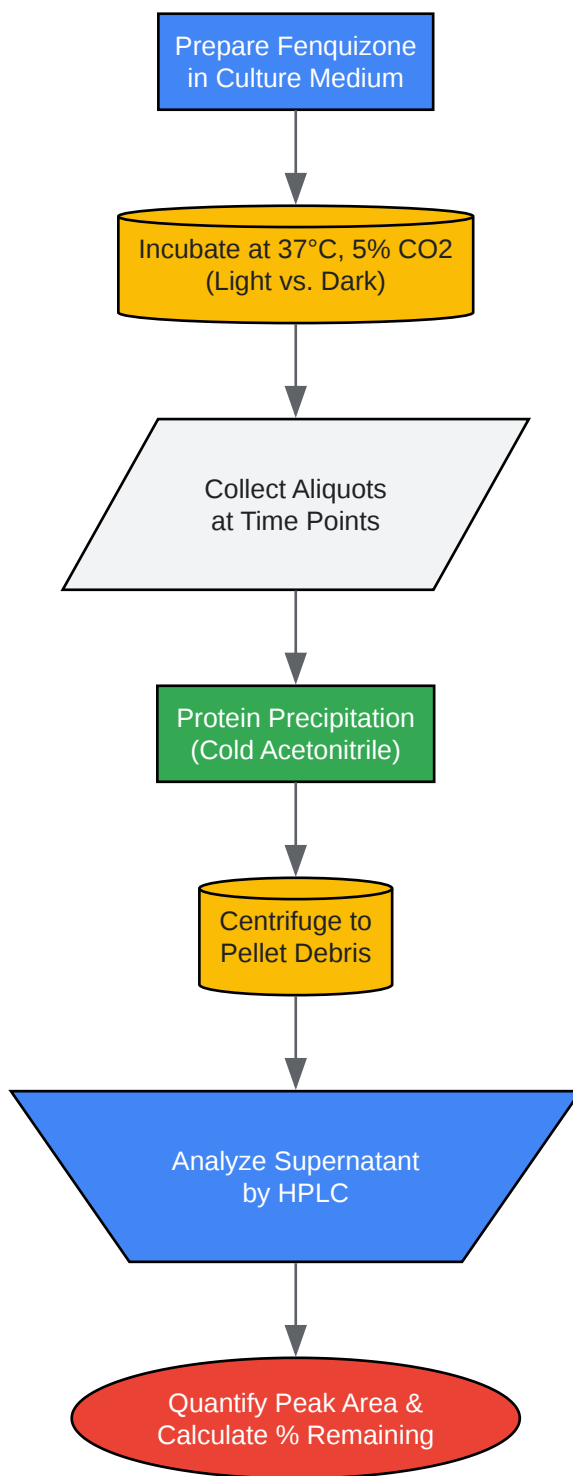 Prepare Fenquizone
in Culture Medium
Incubate at 37°C, 5% CO2
(Light vs. Dark)
Collect Aliquots
at Time Points
Protein Precipitation
(Cold Acetonitrile)
Centrifuge to
Pellet Debris
Analyze Supernatant
by HPLC
Quantify Peak Area &
Calculate % Remaining